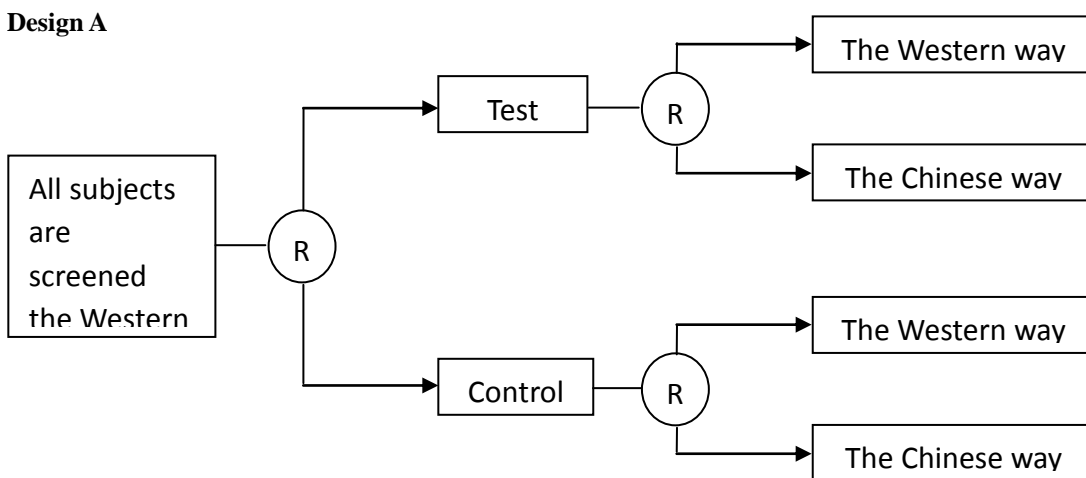 Design A
The Western way
Test
R
The Chinese way
All subjects
are
screened
the Western
R
The Western way
Control
R
The Chinese way